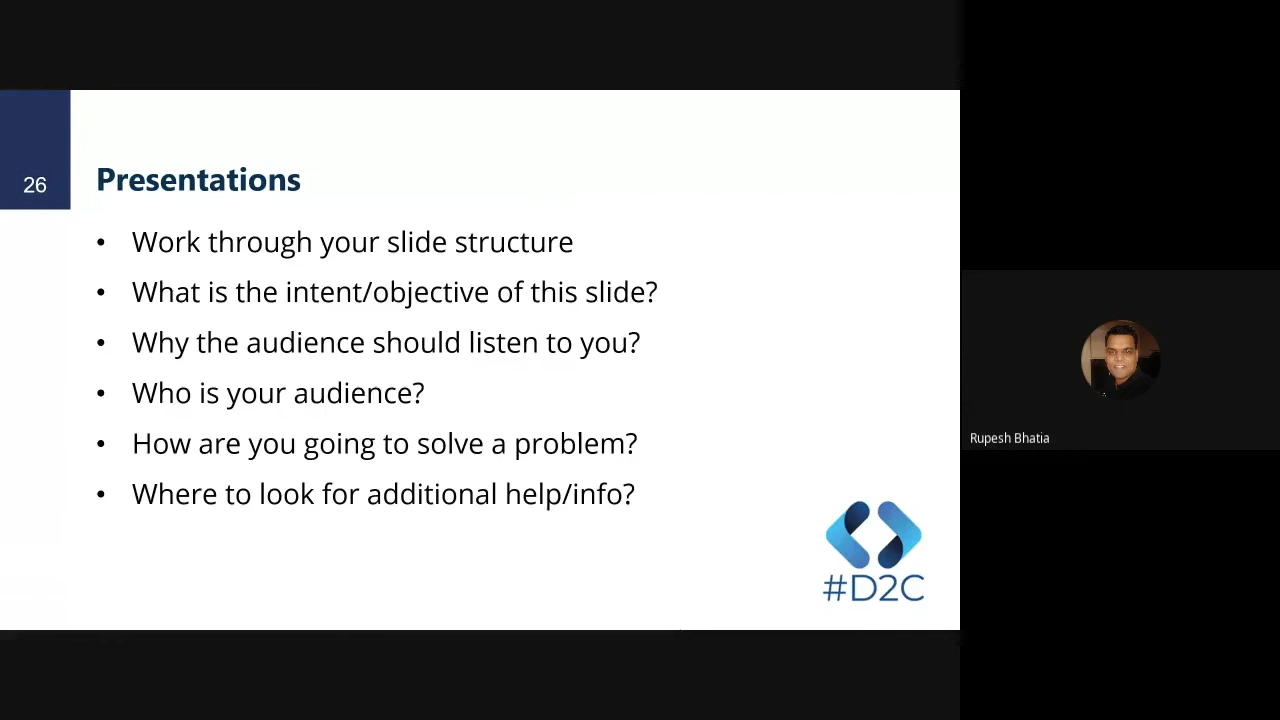 26
Presentations
• Work through your slide structure
• What is the intent/objective of this slide?
• Why the audience should listen to you?
• Who is your audience?
• How are you going to solve a problem?
• Where to look for additional help/info?
#D2C
Rupesh Bhatia